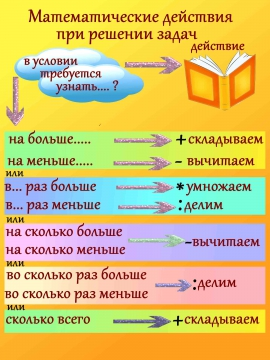 Математические действия
при решении задач
действие
в условии
требуется
узнать.... ?
на больше..... +складываем
на меньше..... - вычитаем
или
в... раз больше *умножаем
в... раз меньше :делим
или
на сколько больше
на сколько меньше
-вычитаем
или
во сколько раз больше
во сколько раз меньше
:делим
или
сколько всего +складываем